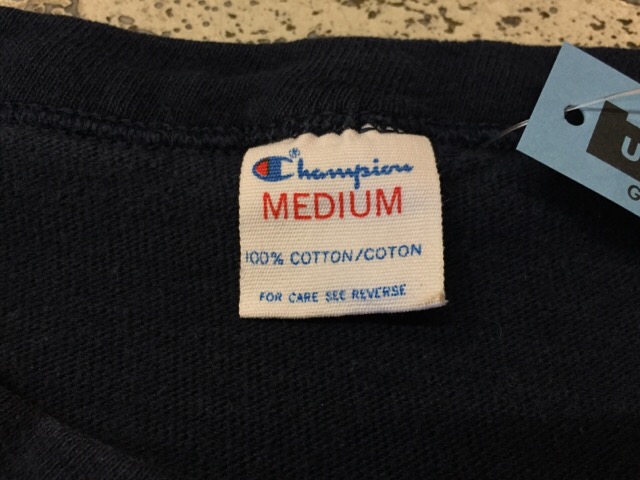 Champion®
MEDIUM
100% COTTON/COTON
FOR CARE SEE REVERSE
U
G